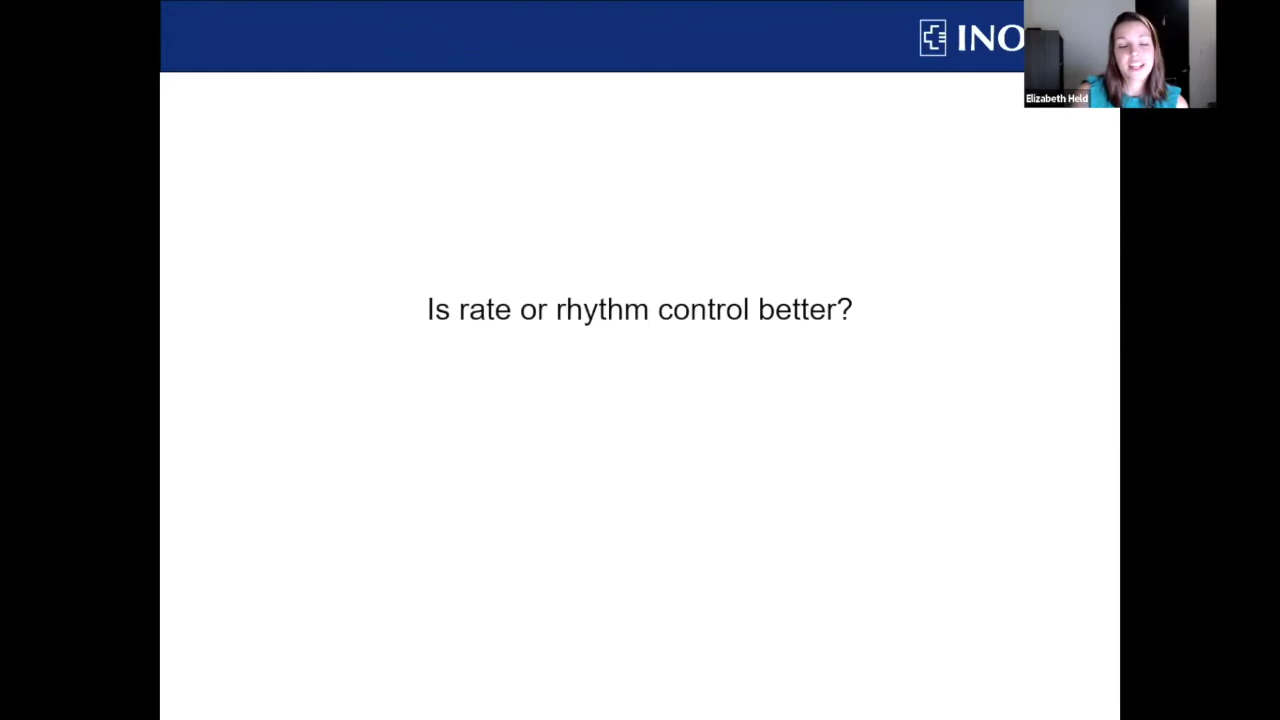 INO
Elizabeth Held
Is rate or rhythm control better?